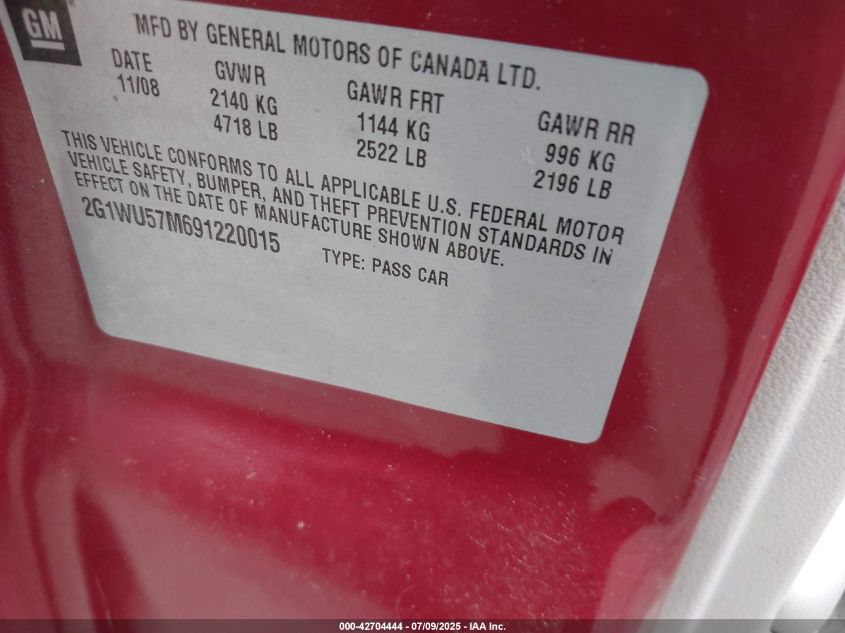 GM
MFD BY GENERAL MOTORS OF CANADA LTD.
DATE GVWR GAWR FRT GAWR RR
11/08 2140 KG 1144 KG 996 KG
4718 LB 2522 LB 2196 LB
THIS VEHICLE CONFORMS TO ALL APPLICABLE U.S. FEDERAL MOTOR
VEHICLE SAFETY, BUMPER, AND THEFT PREVENTION STANDARDS IN
EFFECT ON THE DATE OF MANUFACTURE SHOWN ABOVE.
2G1WU57M691220015 TYPE: PASS CAR
000-42704444 - 07/09/2025 - IAA Inc.